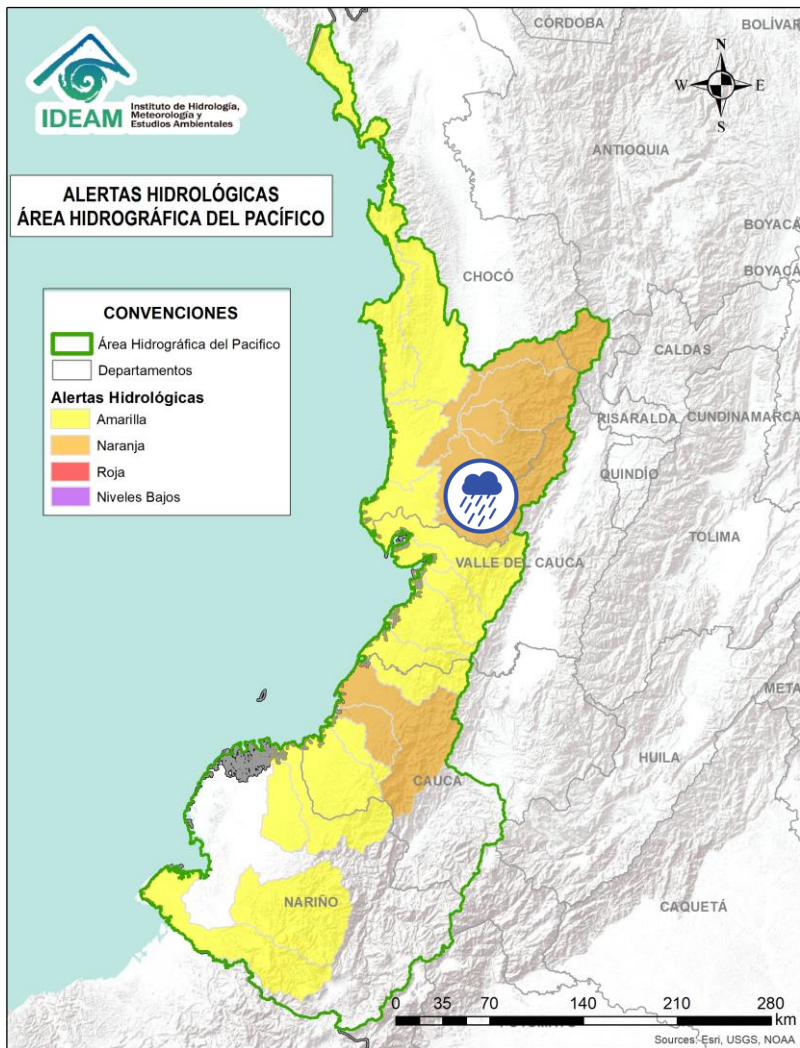 CÓRDOBA
BOLÍVAR
N
W
E
S
IDEAM
Instituto de Hidrología,
Meteorología y
Estudios Ambientales
ANTIOQUIA
ALERTAS HIDROLÓGICAS
ÁREA HIDROGRÁFICA DEL PACÍFICO
BOYACÁ
BOYACÁ
CHOCÓ
CONVENCIONES
Área Hidrográfica del Pacifico
Departamentos
Alertas Hidrológicas
Amarilla
Naranja
Roja
Niveles Bajos
CALDAS
RISARALDA
CUNDINAMARCA
QUINDÍO
TOLIMA
VALLE DEL CAUCA
META
HUILA
CAUCA
NARIÑO
CAQUETÁ
0 35 70 140 210 280
km
Sources: Esri, USGS, NOAA